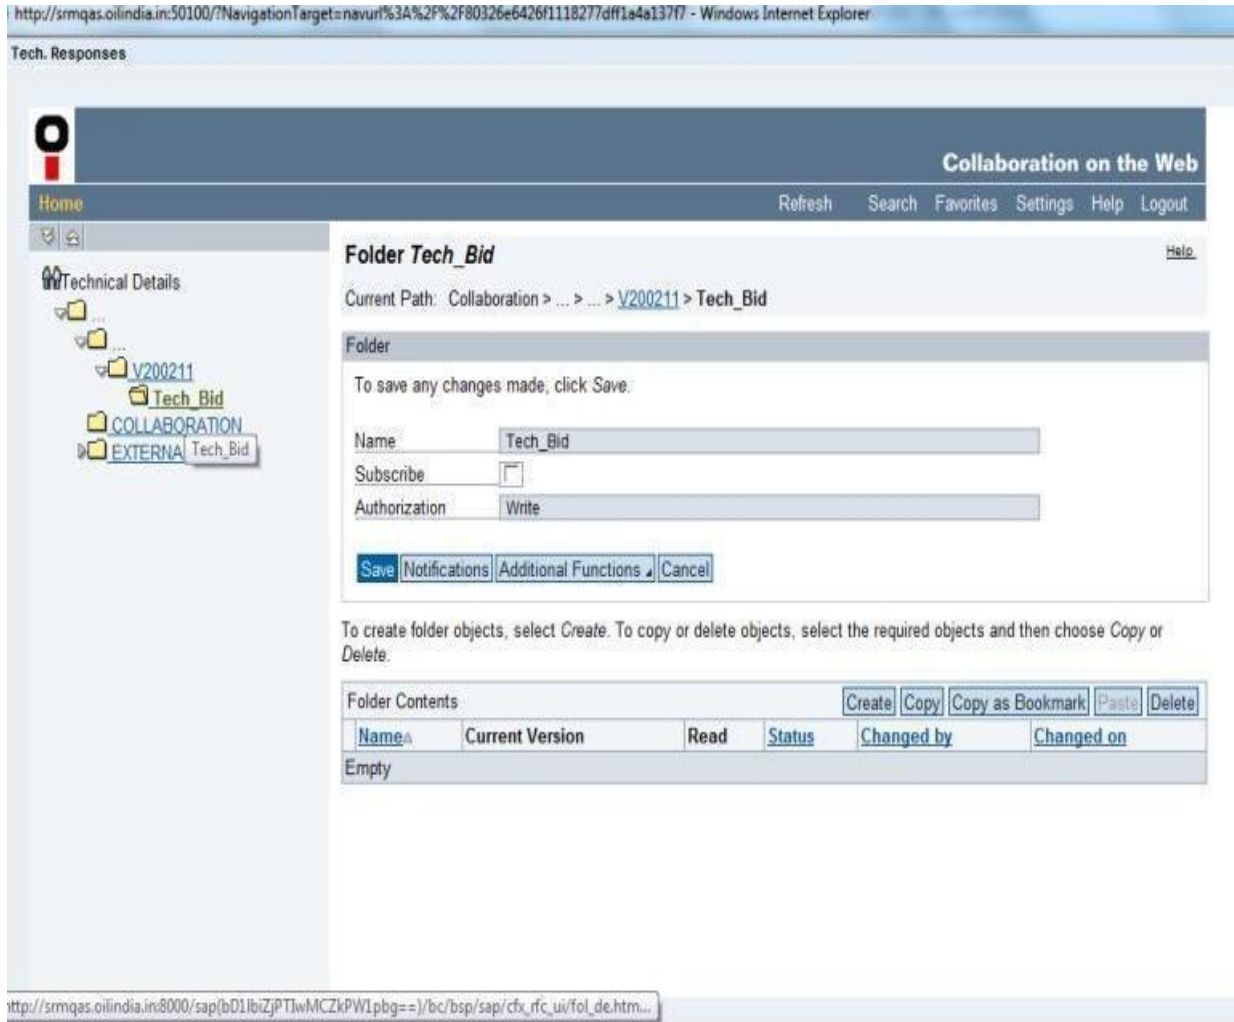 http://srmqas.oilindia.in:50100/?NavigationTarget=navurl%3A%2F%2F80326e6426f1118277dff1a4a137f7 - Windows Internet Explorer
Tech. Responses
Collaboration on the Web
Home Refresh Search Favorites Settings Help Logout
Folder Tech_Bid Help
Technical Details
Current Path: Collaboration > ... > ... > V200211 > Tech_Bid
...
...
Folder
V200211
To save any changes made, click Save.
Tech_Bid
COLLABORATION
Name Tech_Bid
EXTERNA Tech_Bid
Subscribe
Authorization Write
Save Notifications Additional Functions Cancel
To create folder objects, select Create. To copy or delete objects, select the required objects and then choose Copy or
Delete.
Folder Contents Create Copy Copy as Bookmark Paste Delete
Name Current Version Read Status Changed by Changed on
Empty
http://srmqas.oilindia.in:8000/sap(bD1lbiZjPTIwMCZkPW1pbg==)/bc/bsp/sap/cfx_rfc_ui/fol_de.htm...